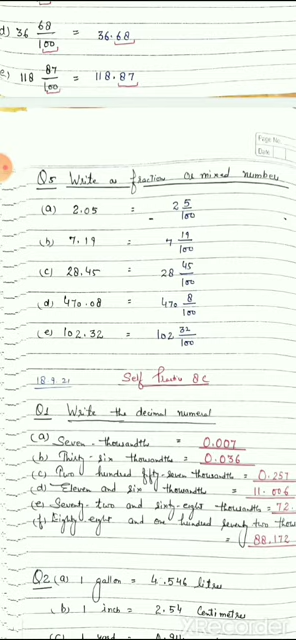 d) 36 68/100 = 36.68
e) 118 87/100 = 118.87
Page No.
Date
Q5 Write as fraction or mixed numbers
(a) 2.05 = 2 5/100
(b) 7.19 = 7 19/100
(c) 28.45 = 28 45/100
(d) 470.08 = 470 8/100
(e) 102.32 = 102 32/100
18.9.21 Self Practice 8C
Q1 Write the decimal numeral
(a) Seven-thousandth = 0.007
(b) Thirty-six thousandth = 0.036
(c) Two hundred fifty-seven thousandths = 0.257
(d) Eleven and six thousandths = 11.006
(e) Seventy-two and sixty-eight thousandths = 72.
(f) Eighty eight and one hundred seventy two thou
= 88.172
Q2 (a) 1 gallon = 4.546 litres
(b) 1 inch = 2.54 Centimetres
XRecorder